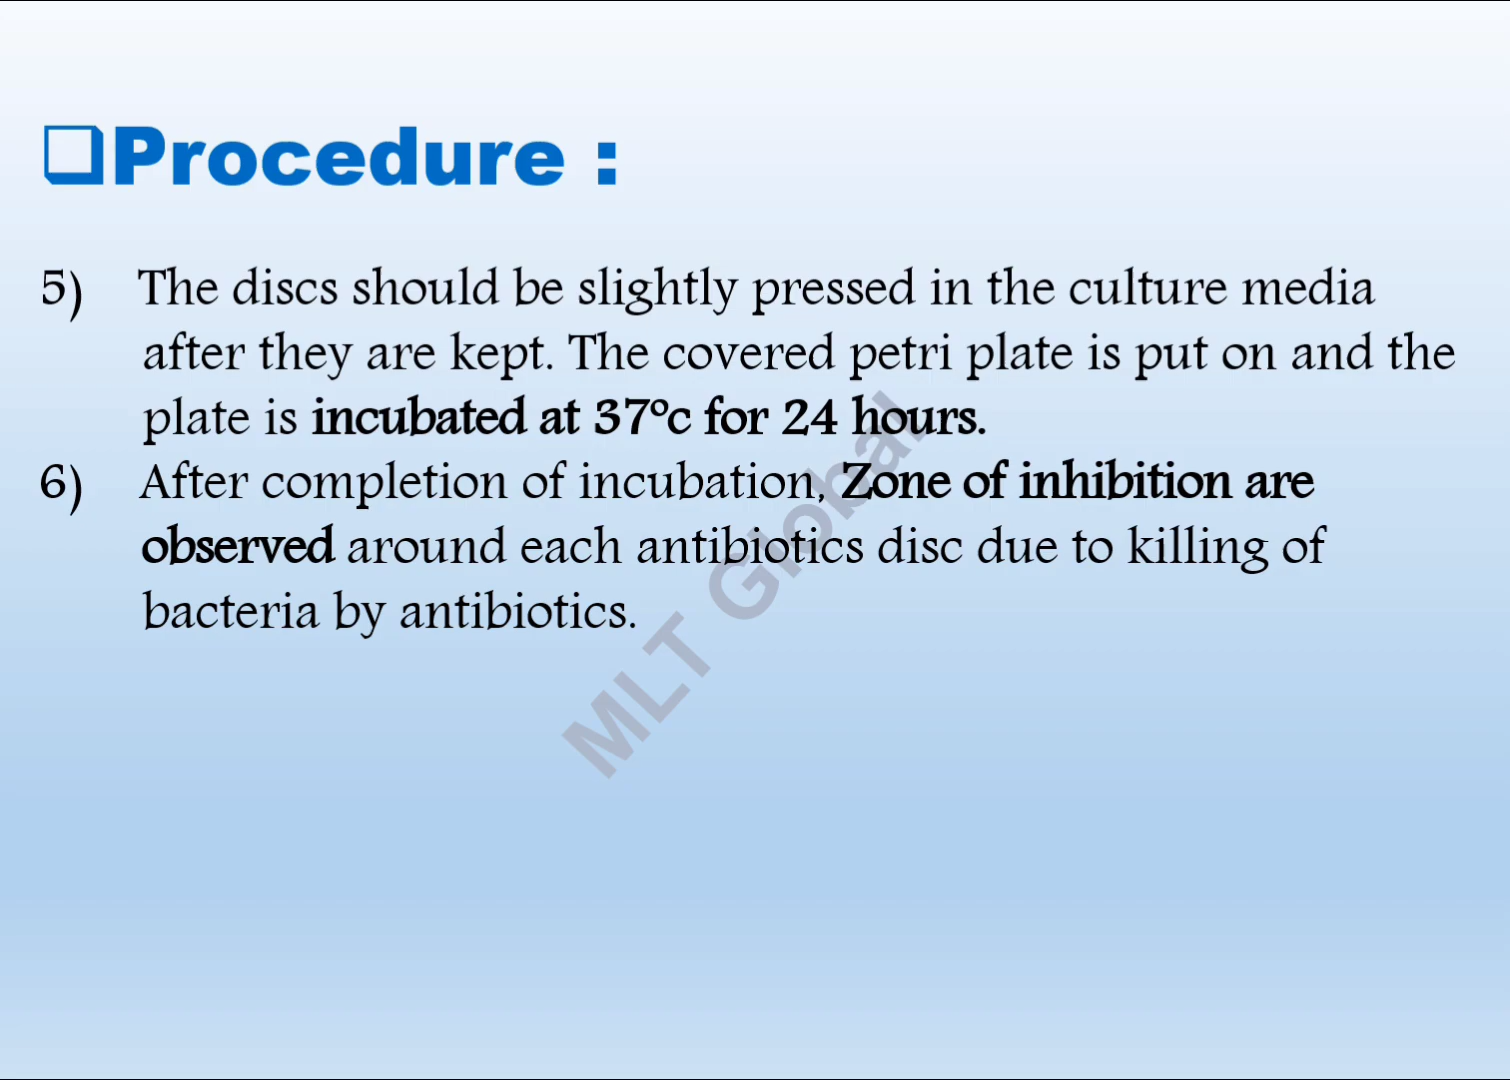 ❑Procedure :
5) The discs should be slightly pressed in the culture media
after they are kept. The covered petri plate is put on and the
plate is incubated at 37ºc for 24 hours.
6) After completion of incubation, Zone of inhibition are
observed around each antibiotics disc due to killing of
bacteria by antibiotics.
MLT Global